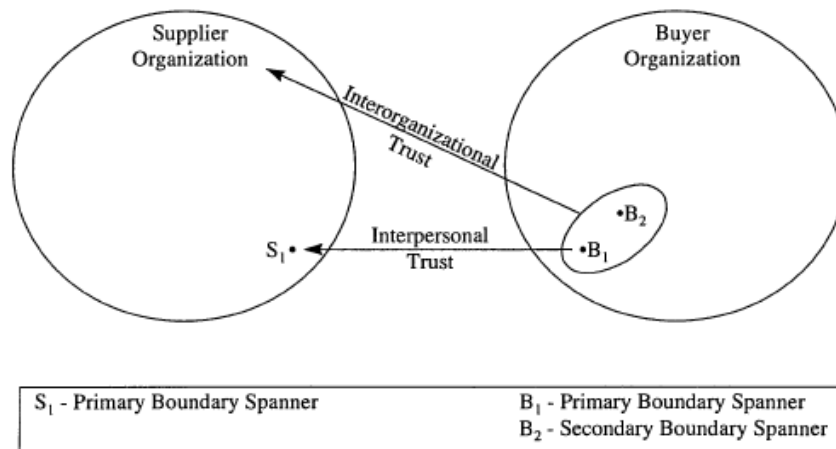 Supplier
Organization
Buyer
Organization
Interorganizational
Trust
•B₂
S₁ •
Interpersonal
Trust
•B₁
S₁ - Primary Boundary Spanner
B₁ - Primary Boundary Spanner
B₂ - Secondary Boundary Spanner